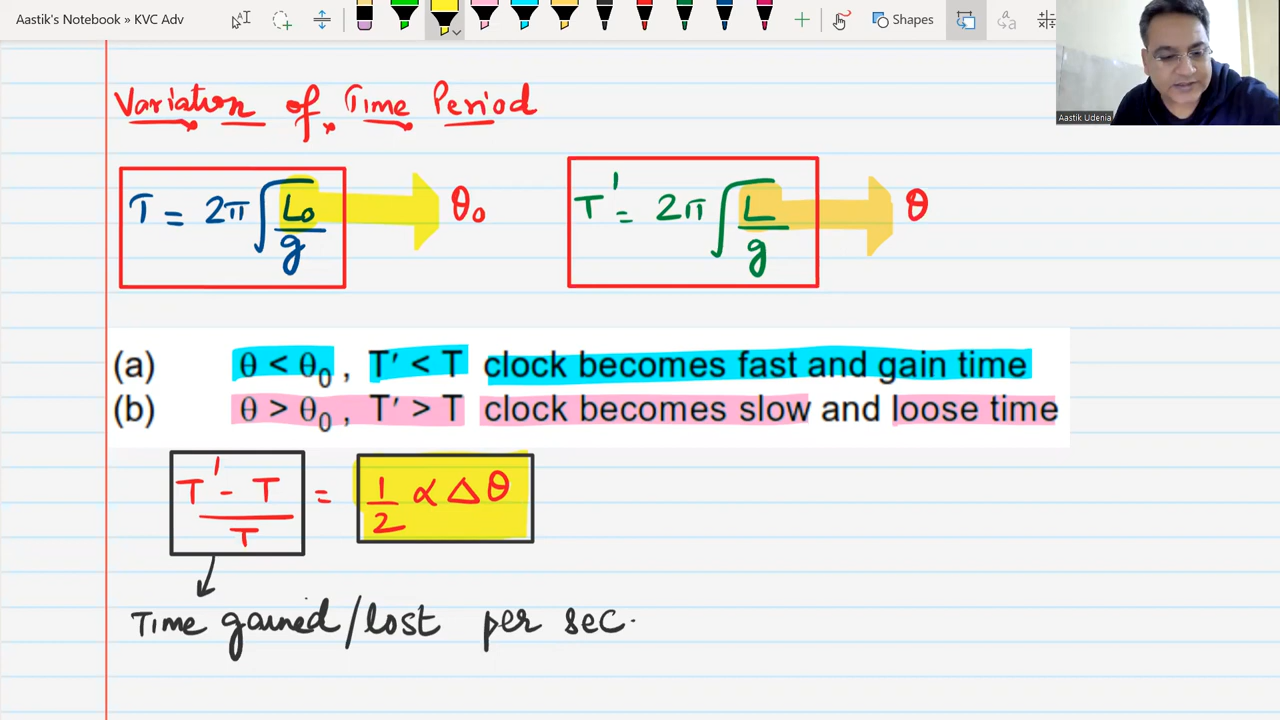 Aastik's Notebook » KVC Adv
Shapes
Aastik Udenia
Variation of Time Period
T = 2π √(L₀/g) θ₀
T' = 2π √(L/g) θ
(a) θ < θ₀ , T′ < T clock becomes fast and gain time
(b) θ > θ₀ , T′ > T clock becomes slow and loose time
(T' - T)/T = 1/2 α Δθ
Time gained/lost per sec.